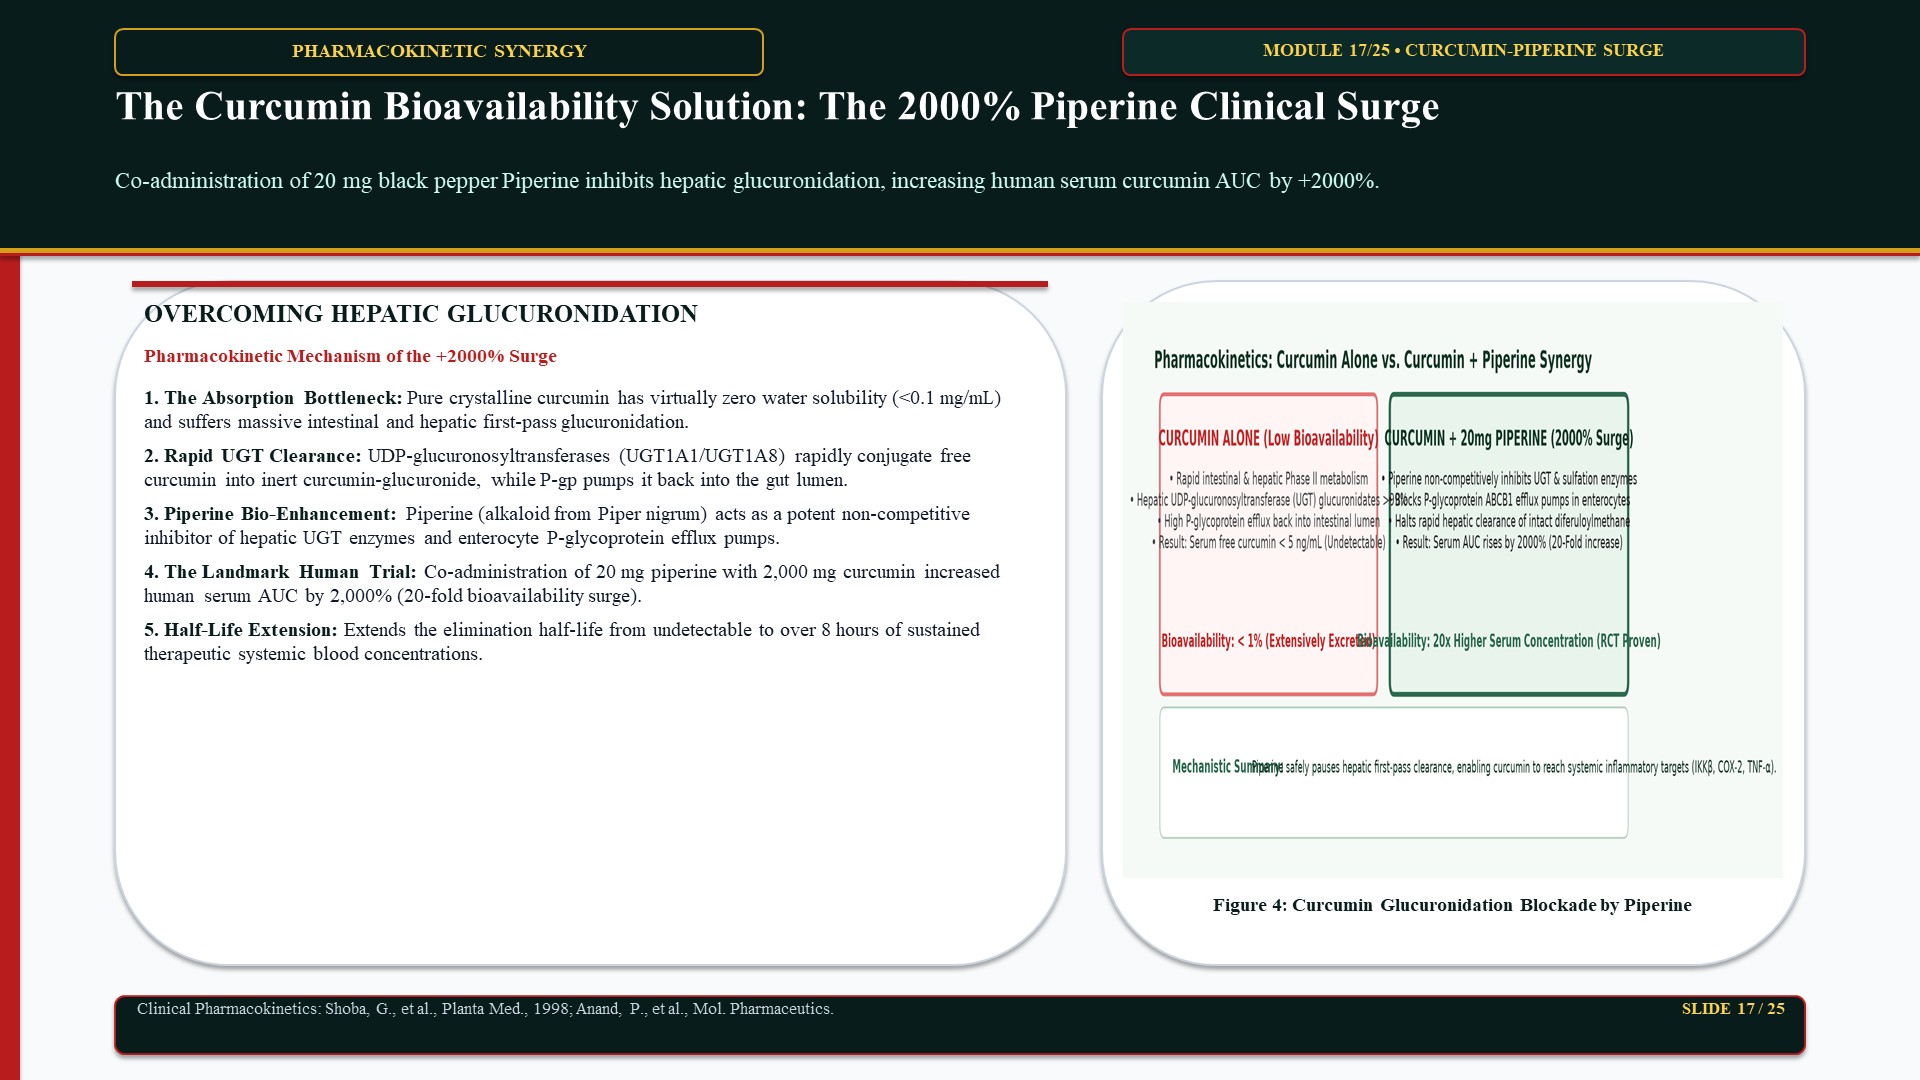 PHARMACOKINETIC SYNERGY
MODULE 17/25 • CURCUMIN-PIPERINE SURGE
The Curcumin Bioavailability Solution: The 2000% Piperine Clinical Surge
Co-administration of 20 mg black pepper Piperine inhibits hepatic glucuronidation, increasing human serum curcumin AUC by +2000%.
OVERCOMING HEPATIC GLUCURONIDATION
Pharmacokinetic Mechanism of the +2000% Surge
1. The Absorption Bottleneck: Pure crystalline curcumin has virtually zero water solubility (<0.1 mg/mL)
and suffers massive intestinal and hepatic first-pass glucuronidation.
2. Rapid UGT Clearance: UDP-glucuronosyltransferases (UGT1A1/UGT1A8) rapidly conjugate free
curcumin into inert curcumin-glucuronide, while P-gp pumps it back into the gut lumen.
3. Piperine Bio-Enhancement: Piperine (alkaloid from Piper nigrum) acts as a potent non-competitive
inhibitor of hepatic UGT enzymes and enterocyte P-glycoprotein efflux pumps.
4. The Landmark Human Trial: Co-administration of 20 mg piperine with 2,000 mg curcumin increased
human serum AUC by 2,000% (20-fold bioavailability surge).
5. Half-Life Extension: Extends the elimination half-life from undetectable to over 8 hours of sustained
therapeutic systemic blood concentrations.
Pharmacokinetics: Curcumin Alone vs. Curcumin + Piperine Synergy
CURCUMIN ALONE (Low Bioavailability)
• Rapid intestinal & hepatic Phase II metabolism
• Hepatic UDP-glucuronosyltransferase (UGT) glucuronidates
• High P-glycoprotein efflux back into intestinal lumen
• Result: Serum free curcumin < 5 ng/mL (Undetectable)
Bioavailability: < 1% (Extensively Excreted)
CURCUMIN + 20mg PIPERINE (2000% Surge)
• Piperine non-competitively inhibits UGT & sulfation enzymes
• Blocks P-glycoprotein ABCB1 efflux pumps in enterocytes
• Halts rapid hepatic clearance of intact diferuloylmethane
• Result: Serum AUC rises by 2000% (20-Fold increase)
Bioavailability: 20x Higher Serum Concentration (RCT Proven)
Mechanistic Summary: Piperine safely pauses hepatic first-pass clearance, enabling curcumin to reach systemic inflammatory targets (IKKβ, COX-2, TNF-α).
Figure 4: Curcumin Glucuronidation Blockade by Piperine
Clinical Pharmacokinetics: Shoba, G., et al., Planta Med., 1998; Anand, P., et al., Mol. Pharmaceutics.
SLIDE 17 / 25